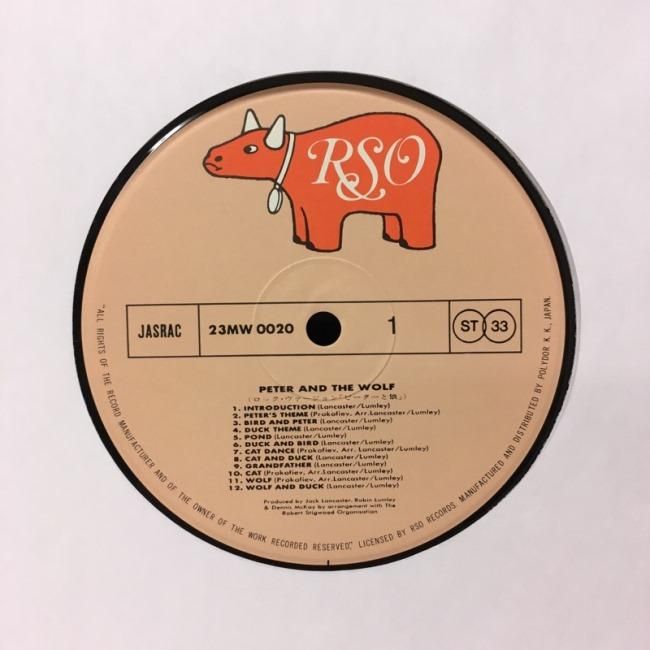 RSO
JASRAC
23MW 0020
1
ST 33
PETER AND THE WOLF
(ロック・ヴァージョン「ピーターと狼」)
1. INTRODUCTION (Lancaster/Lumley)
2. PETER'S THEME (Prokofiev, Arr.Lancaster/Lumley)
3. BIRD AND PETER (Lancaster/Lumley)
4. DUCK THEME (Lancaster/Lumley)
5. POND (Lancaster/Lumley)
6. DUCK AND BIRD (Lancaster/Lumley)
7. CAT DANCE (Prokofiev, Arr. Lancaster/Lumley)
8. CAT AND DUCK (Lancaster/Lumley)
9. GRANDFATHER (Lancaster/Lumley)
10. CAT (Prokofiev, Arr.Lancaster/Lumley)
11. WOLF (Prokofiev, Arr.Lancaster/Lumley)
12. WOLF AND DUCK (Lancaster/Lumley)
Produced by Jack Lancaster, Robin Lumley
& Dennis McKay by arrangement with The
Robert Stigwood Organisation
"ALL RIGHTS OF THE RECORD MANUFACTURER AND OF THE OWNER OF THE WORK RECORDED RESERVED," LICENSED BY RSO RECORDS. MANUFACTURED AND DISTRIBUTED BY POLYDOR K. K., JAPAN.